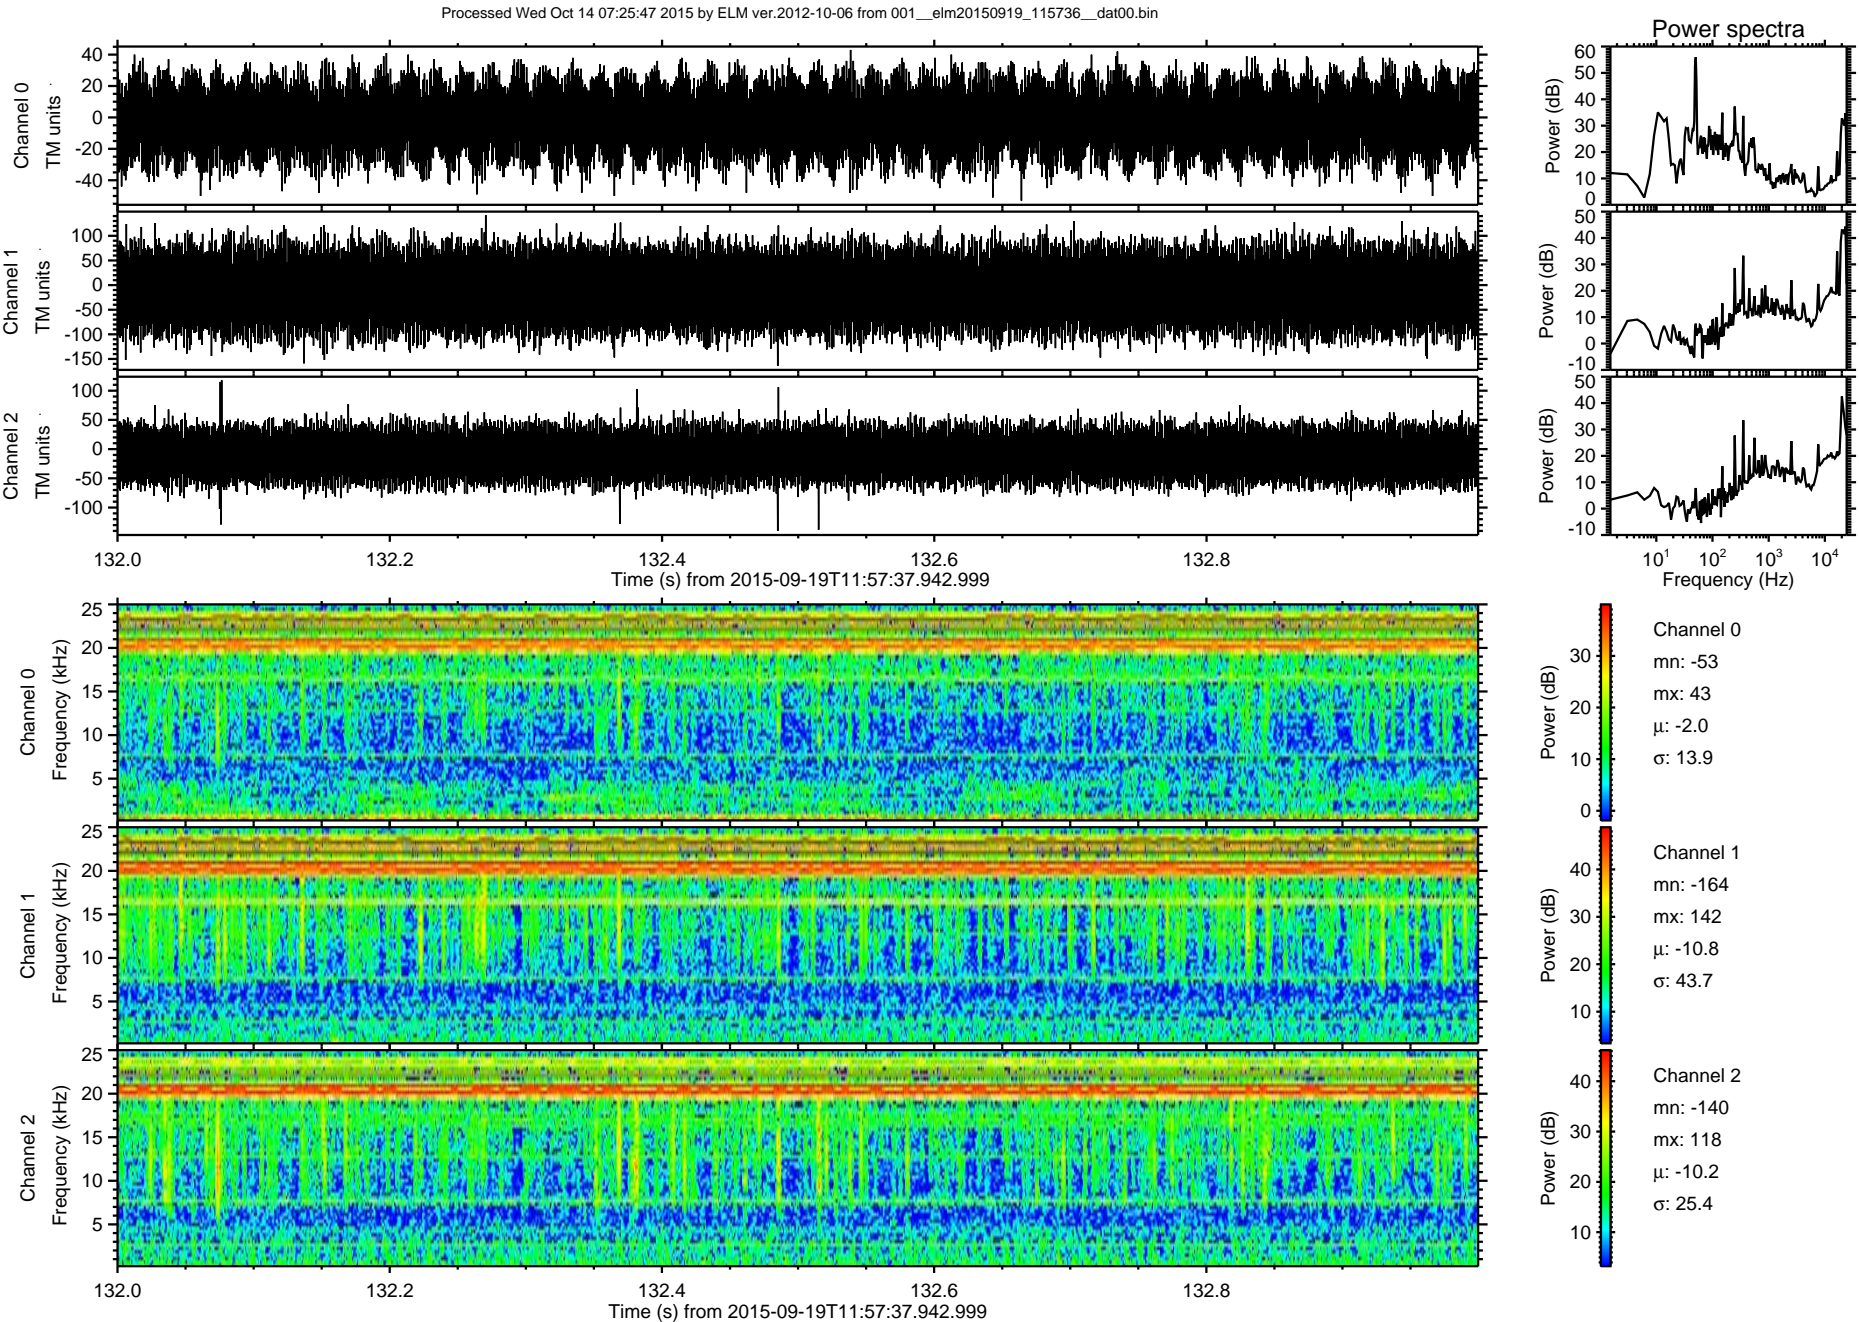 Processed Wed Oct 14 07:25:47 2015 by ELM ver.2012-10-06 from 001__elm20150919_115736__dat00.bin
Power spectra
Channel 0
TM units
40
20
0
-20
-40
Power (dB)
60
50
40
30
20
10
0
Channel 1
TM units
100
50
0
-50
-100
-150
Power (dB)
50
40
30
20
10
0
-10
Channel 2
TM units
100
50
0
-50
-100
Power (dB)
50
40
30
20
10
0
-10
132.0 132.2 132.4 132.6 132.8
Time (s) from 2015-09-19T11:57:37.942.999
10^1 10^2 10^3 10^4
Frequency (Hz)
Channel 0
Frequency (kHz)
25
20
15
10
5
Power (dB)
30
20
10
0
Channel 0
mn: -53
mx: 43
μ: -2.0
σ: 13.9
Channel 1
Frequency (kHz)
25
20
15
10
5
Power (dB)
40
30
20
10
Channel 1
mn: -164
mx: 142
μ: -10.8
σ: 43.7
Channel 2
Frequency (kHz)
25
20
15
10
5
Power (dB)
40
30
20
10
Channel 2
mn: -140
mx: 118
μ: -10.2
σ: 25.4
132.0 132.2 132.4 132.6 132.8
Time (s) from 2015-09-19T11:57:37.942.999